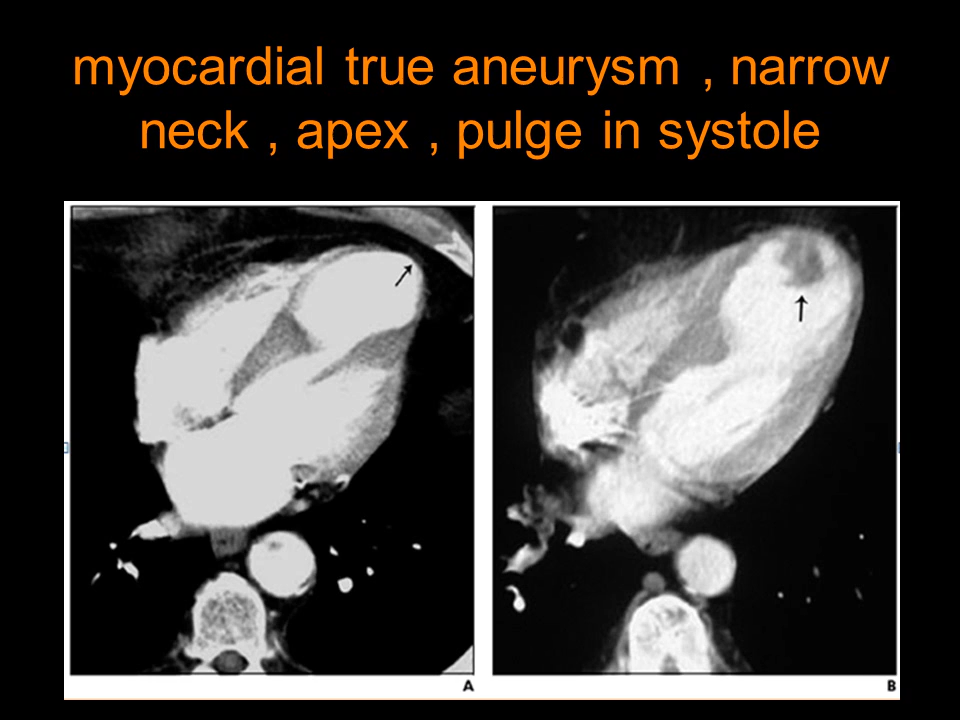 myocardial true aneurysm , narrow
neck , apex , pulge in systole
A
B